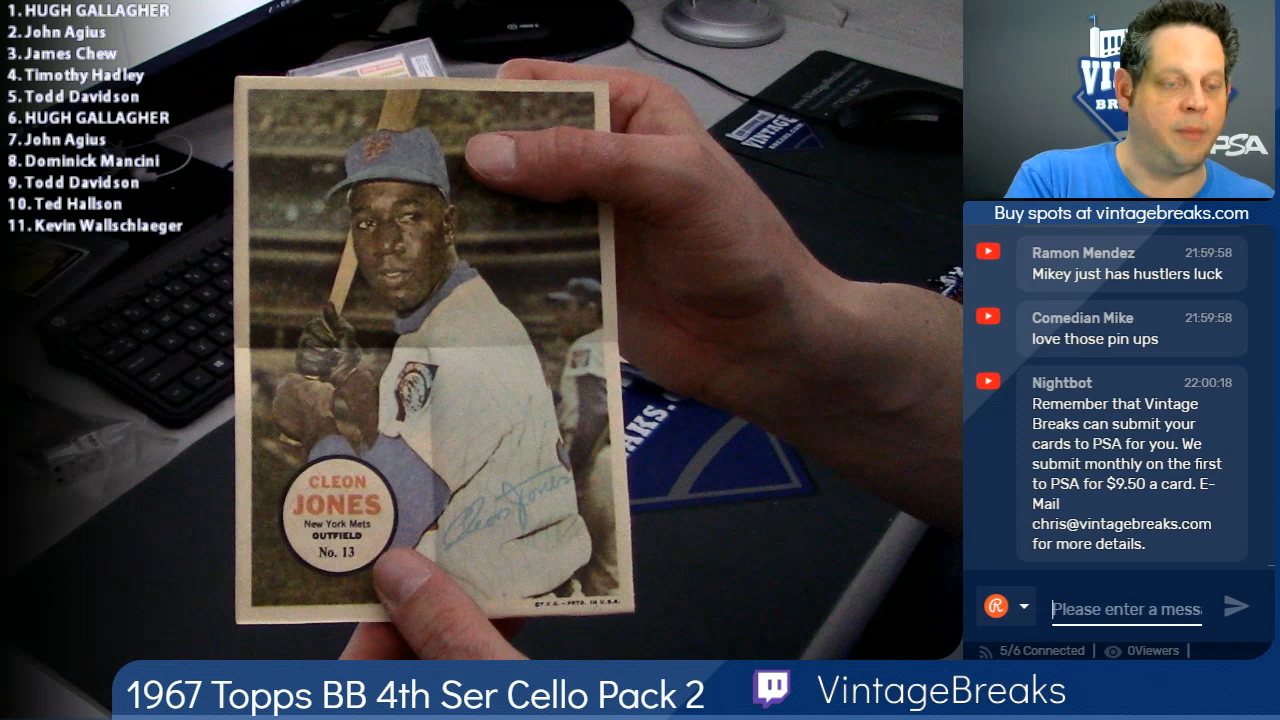 1. HUGH GALLAGHER
2. John Agius
3. James Chew
4. Timothy Hadley
5. Todd Davidson
6. HUGH GALLAGHER
7. John Agius
8. Dominick Mancini
9. Todd Davidson
10. Ted Hallson
11. Kevin Wallschlaeger
CLEON
JONES
New York Mets
OUTFIELD
No. 13
Cleon Jones
©T.C.G.—PRTD. IN U.S.A.
VINTAGE
PSA
Buy spots at vintagebreaks.com
Ramon Mendez 21:59:58
Mikey just has hustlers luck
Comedian Mike 21:59:58
love those pin ups
Nightbot 22:00:18
Remember that Vintage
Breaks can submit your
cards to PSA for you. We
submit monthly on the first
to PSA for $9.50 a card. E-
Mail
chris@vintagebreaks.com
for more details.
Please enter a messa
5/6 Connected | 0Viewers |
1967 Topps BB 4th Ser Cello Pack 2
VintageBreaks